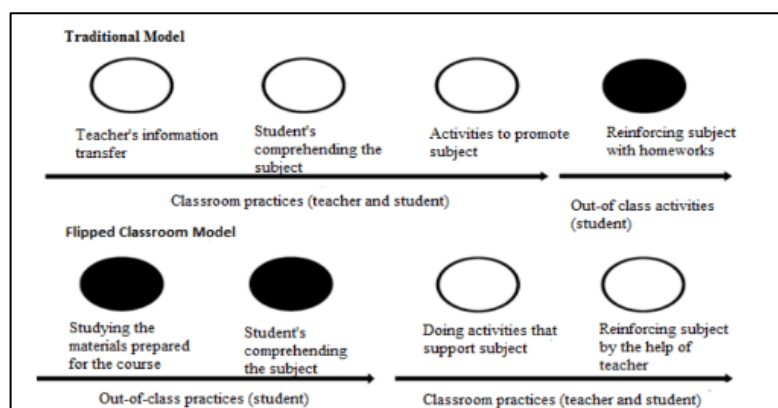 Traditional Model
Teacher's information
transfer
Student's
comprehending the
subject
Activities to promote
subject
Reinforcing subject
with homeworks
Classroom practices (teacher and student)
Out-of class activities
(student)
Flipped Classroom Model
Studying the
materials prepared
for the course
Student's
comprehending
the subject
Doing activities that
support subject
Reinforcing subject
by the help of
teacher
Out-of-class practices (student)
Classroom practices (teacher and student)